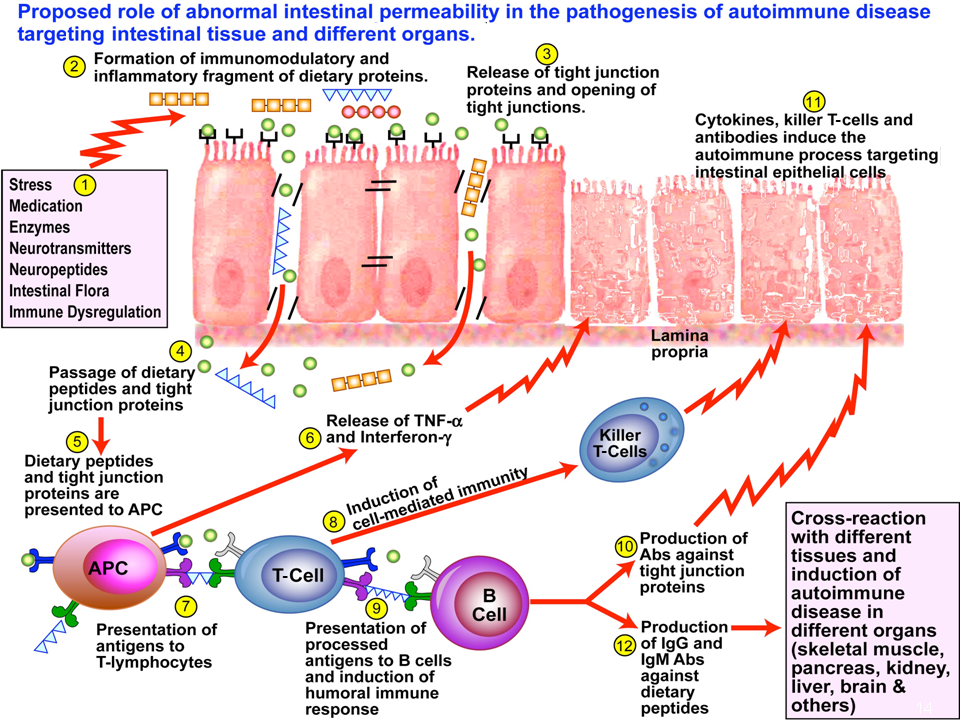 Proposed role of abnormal intestinal permeability in the pathogenesis of autoimmune disease
targeting intestinal tissue and different organs.
2
Formation of immunomodulatory and
inflammatory fragment of dietary proteins.
3
Release of tight junction
proteins and opening of
tight junctions.
11
Cytokines, killer T-cells and
antibodies induce the
autoimmune process targeting
intestinal epithelial cells
1
Stress
Medication
Enzymes
Neurotransmitters
Neuropeptides
Intestinal Flora
Immune Dysregulation
Lamina
propria
4
Passage of dietary
peptides and tight
junction proteins
5
Dietary peptides
and tight junction
proteins are
presented to APC
6
Release of TNF-α
and Interferon-γ
Killer
T-Cells
8
Induction of
cell-mediated immunity
APC
T-Cell
B
Cell
7
Presentation of
antigens to
T-lymphocytes
9
Presentation of
processed
antigens to B cells
and induction of
humoral immune
response
10
Production of
Abs against
tight junction
proteins
12
Production
of IgG and
IgM Abs
against
dietary
peptides
Cross-reaction
with different
tissues and
induction of
autoimmune
disease in
different organs
(skeletal muscle,
pancreas, kidney,
liver, brain &
others)
14